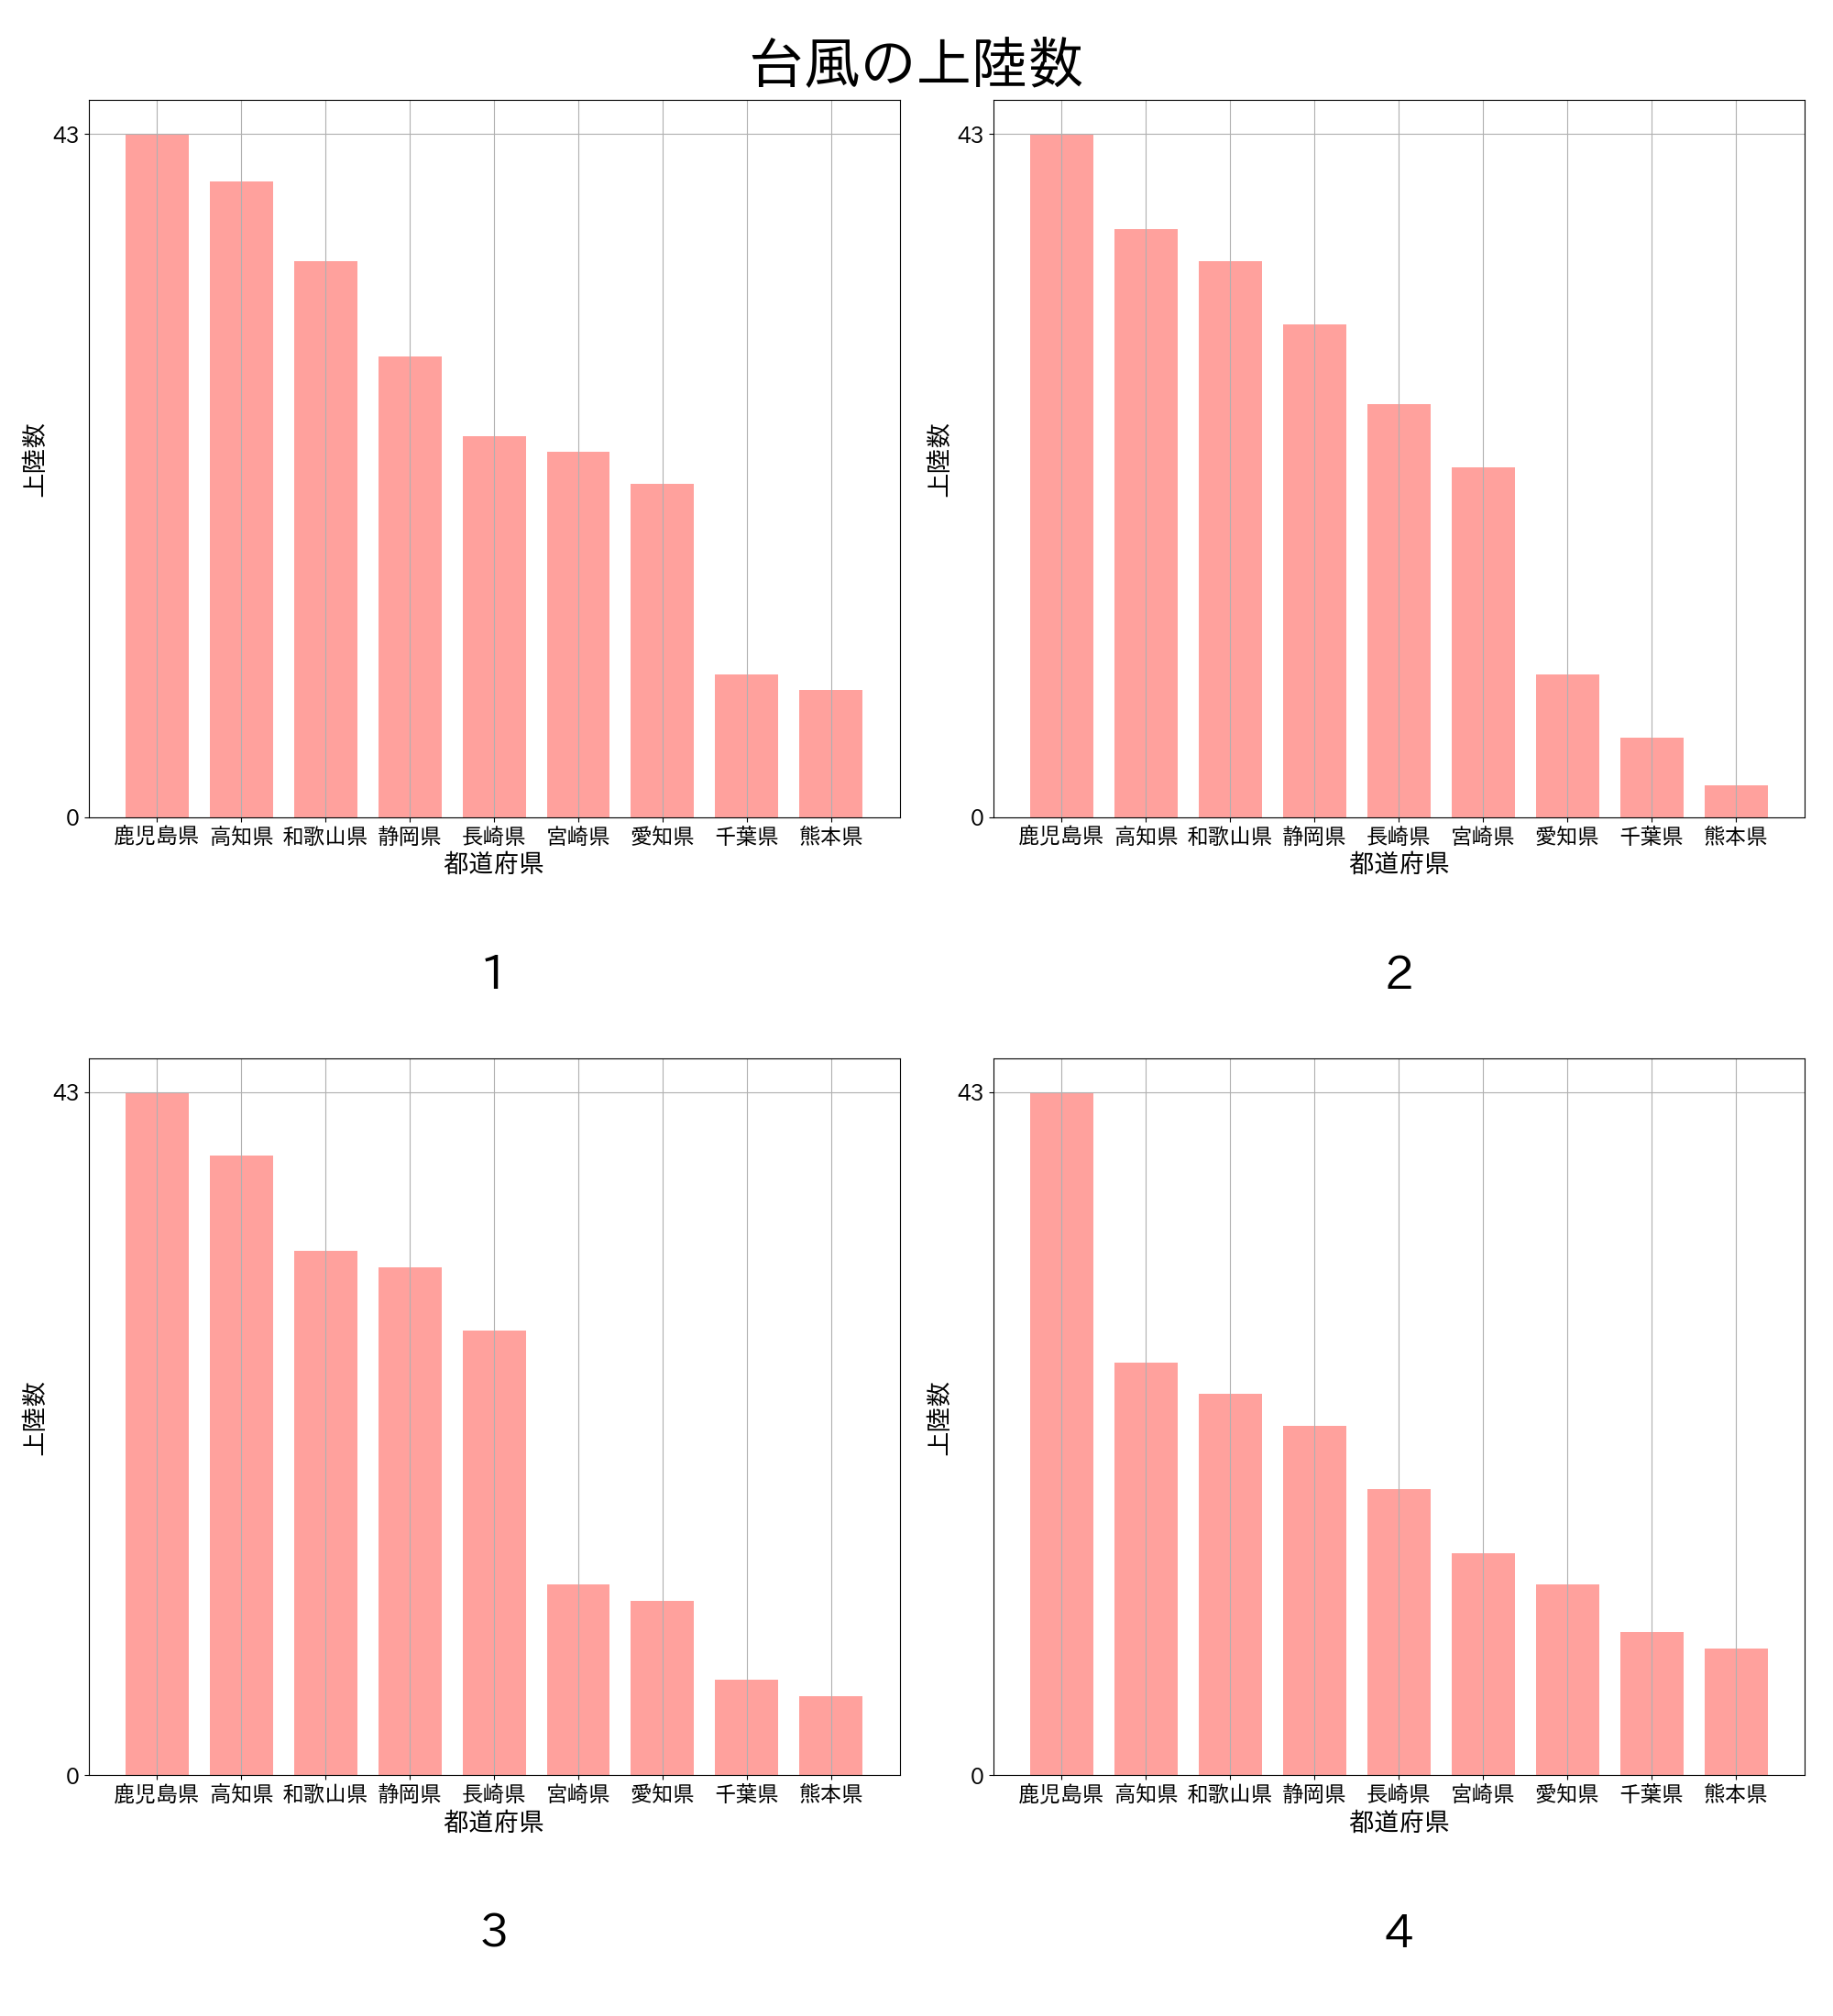 台風の上陸数
43
0
上陸数
鹿児島県 高知県 和歌山県 静岡県 長崎県 宮崎県 愛知県 千葉県 熊本県
都道府県
1
43
0
上陸数
鹿児島県 高知県 和歌山県 静岡県 長崎県 宮崎県 愛知県 千葉県 熊本県
都道府県
2
43
0
上陸数
鹿児島県 高知県 和歌山県 静岡県 長崎県 宮崎県 愛知県 千葉県 熊本県
都道府県
3
43
0
上陸数
鹿児島県 高知県 和歌山県 静岡県 長崎県 宮崎県 愛知県 千葉県 熊本県
都道府県
4